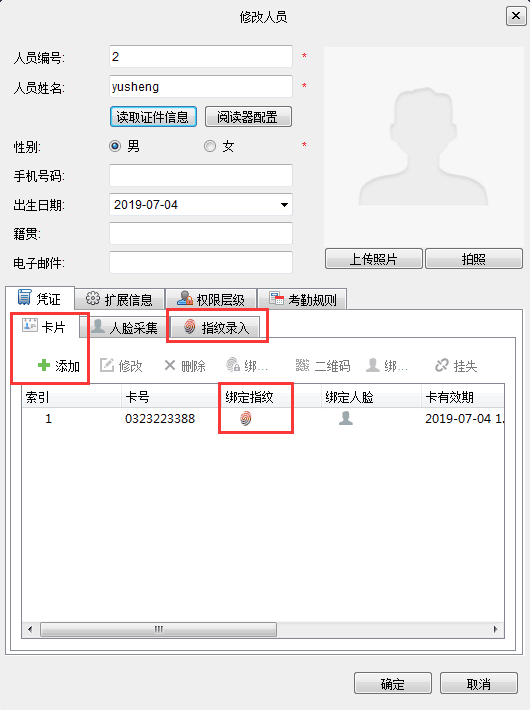 修改人员
人员编号: 2 *
人员姓名: yusheng *
读取证件信息 阅读器配置
性别: 男 女 *
手机号码:
出生日期: 2019-07-04
籍贯:
电子邮件:
上传照片 拍照
凭证 扩展信息 权限层级 考勤规则
卡片 人脸采集 指纹录入
添加 修改 删除 绑... 二维码 绑... 挂失
索引 卡号 绑定指纹 绑定人脸 卡有效期
1 0323223388 2019-07-04 1.
确定 取消